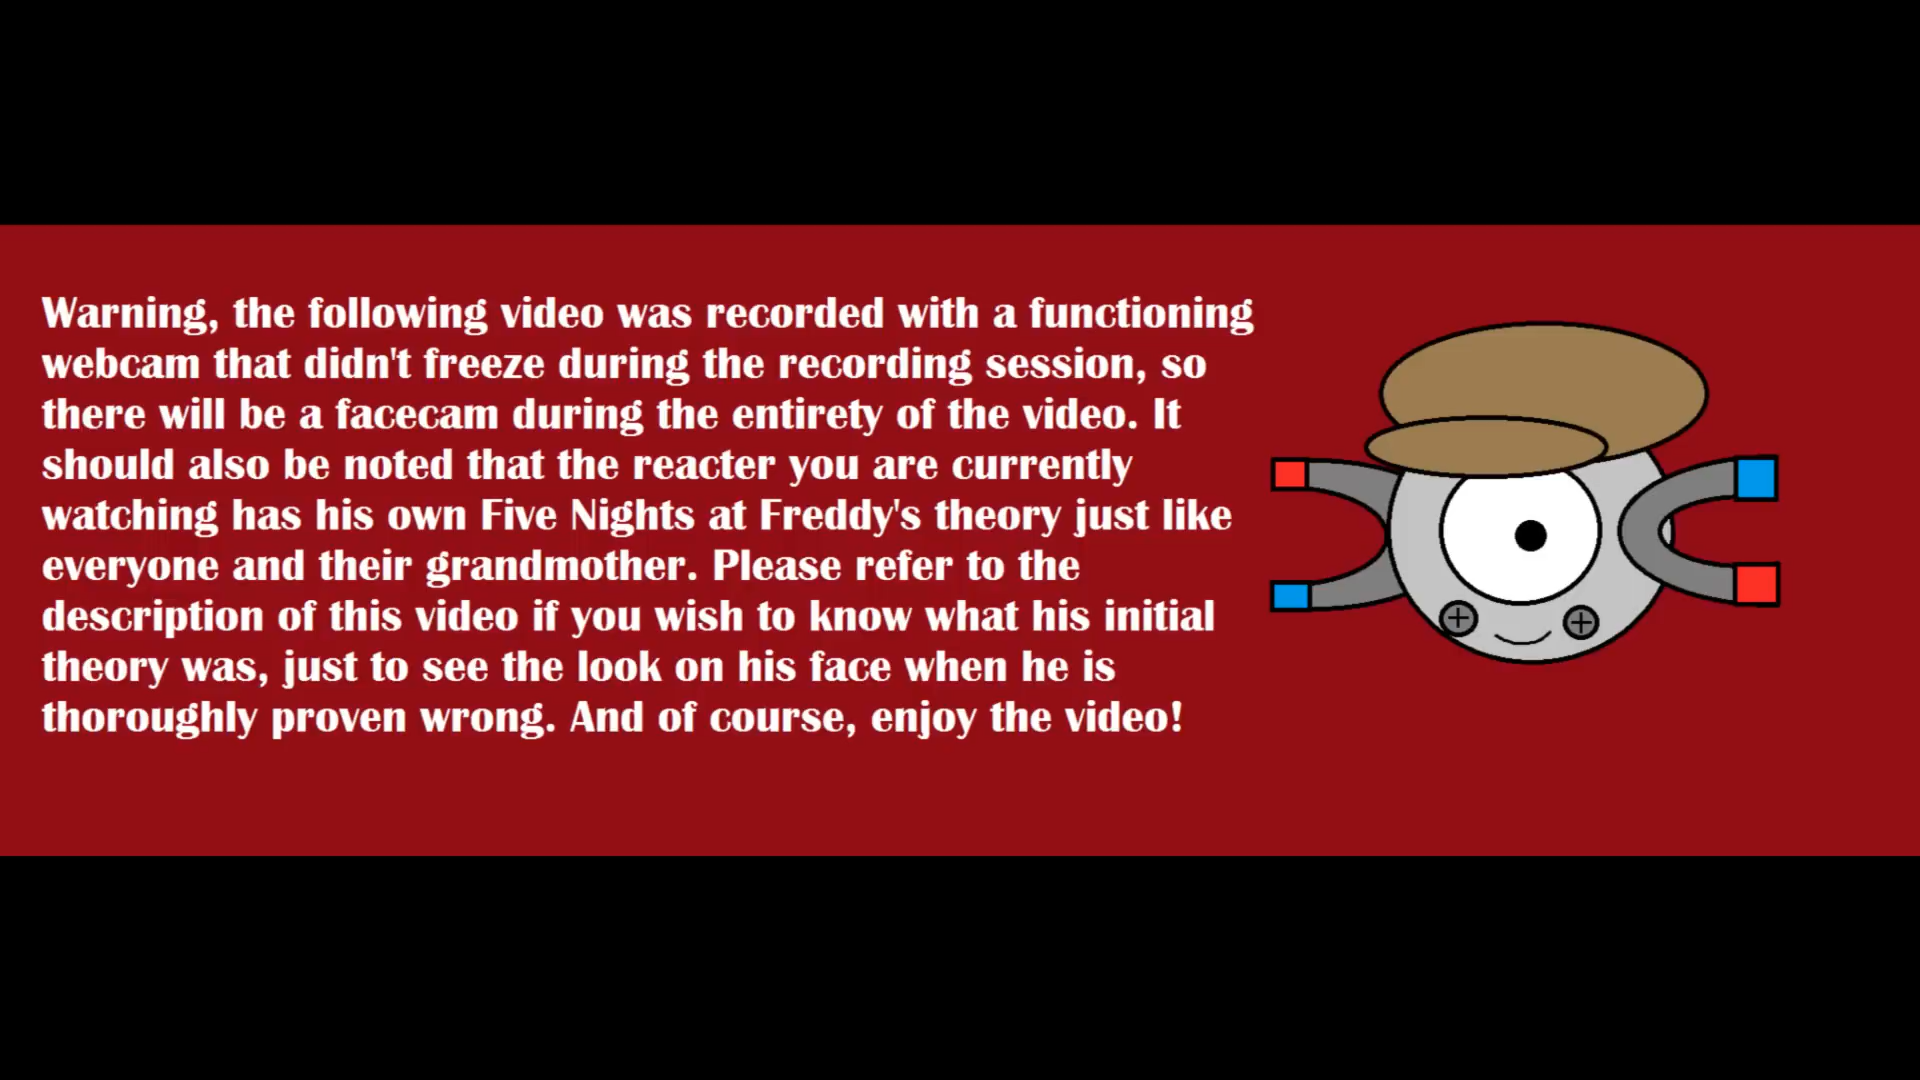 Warning, the following video was recorded with a functioning
webcam that didn't freeze during the recording session, so
there will be a facecam during the entirety of the video. It
should also be noted that the reacter you are currently
watching has his own Five Nights at Freddy's theory just like
everyone and their grandmother. Please refer to the
description of this video if you wish to know what his initial
theory was, just to see the look on his face when he is
thoroughly proven wrong. And of course, enjoy the video!